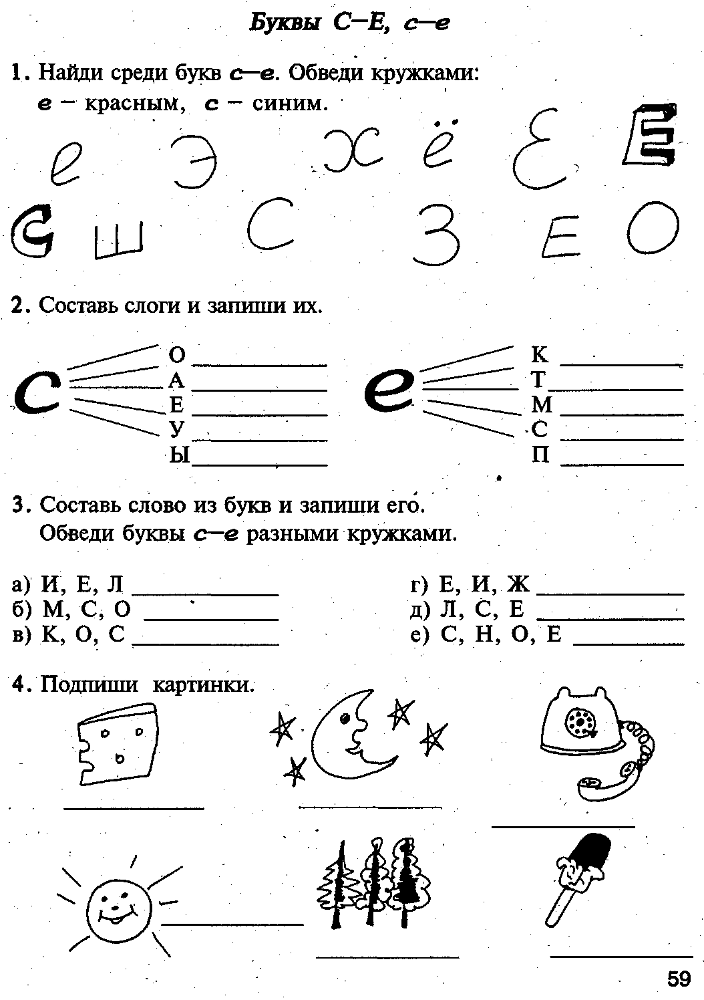 Буквы С—Е, с—е
1. Найди среди букв с—е. Обведи кружками:
е – красным, с – синим.
е Э Х ё Е Е
С Ш С З Е О
2. Составь слоги и запиши их.
с О е К
А Т
Е М
У С
Ы П
3. Составь слово из букв и запиши его.
Обведи буквы с—е разными кружками.
а) И, Е, Л г) Е, И, Ж
б) М, С, О д) Л, С, Е
в) К, О, С е) С, Н, О, Е
4. Подпиши картинки.
59